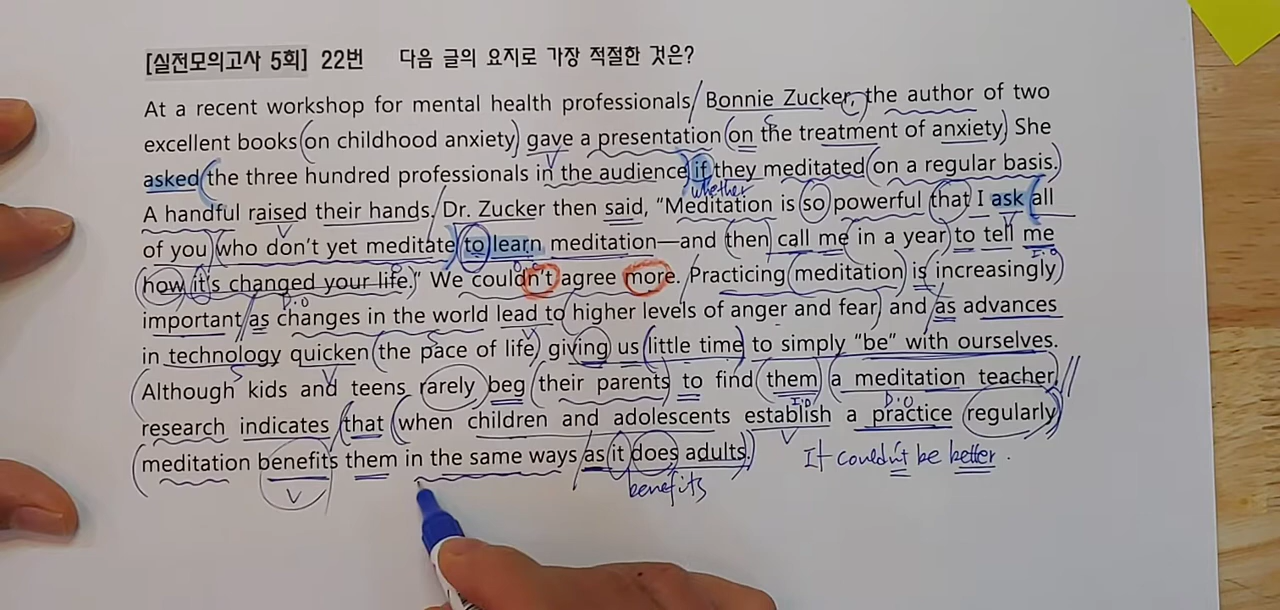 [실전모의고사 5회] 22번 다음 글의 요지로 가장 적절한 것은?
At a recent workshop for mental health professionals Bonnie Zucker, the author of two
excellent books on childhood anxiety gave a presentation on the treatment of anxiety. She
asked the three hundred professionals in the audience if they meditated on a regular basis.
whether
A handful raised their hands. Dr. Zucker then said, “Meditation is so powerful that I ask all
of you who don't yet meditate to learn meditation—and then call me in a year to tell me
I·O
how it's changed your life.” We couldn't agree more. Practicing meditation is increasingly
D·O
important as changes in the world lead to higher levels of anger and fear, and as advances
in technology quicken the pace of life, giving us little time to simply “be” with ourselves.
Although kids and teens rarely beg their parents to find them a meditation teacher,
I·O D·O
research indicates that when children and adolescents establish a practice regularly
meditation benefits them in the same ways as it does adults. It couldn't be better.
benefits